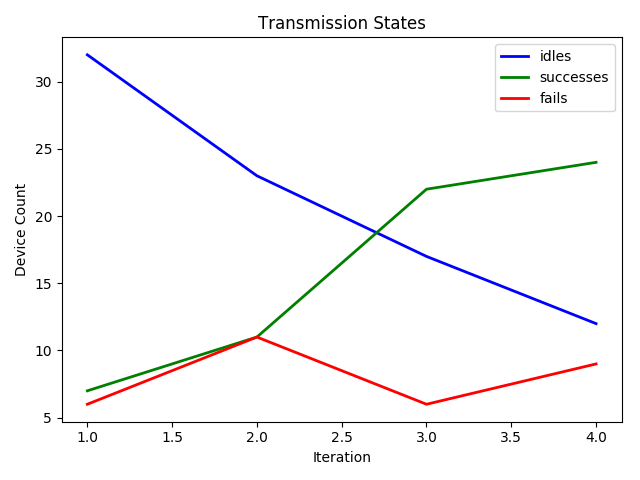 Transmission States
idles
successes
fails
Device Count
30
25
20
15
10
5
1.0 1.5 2.0 2.5 3.0 3.5 4.0
Iteration